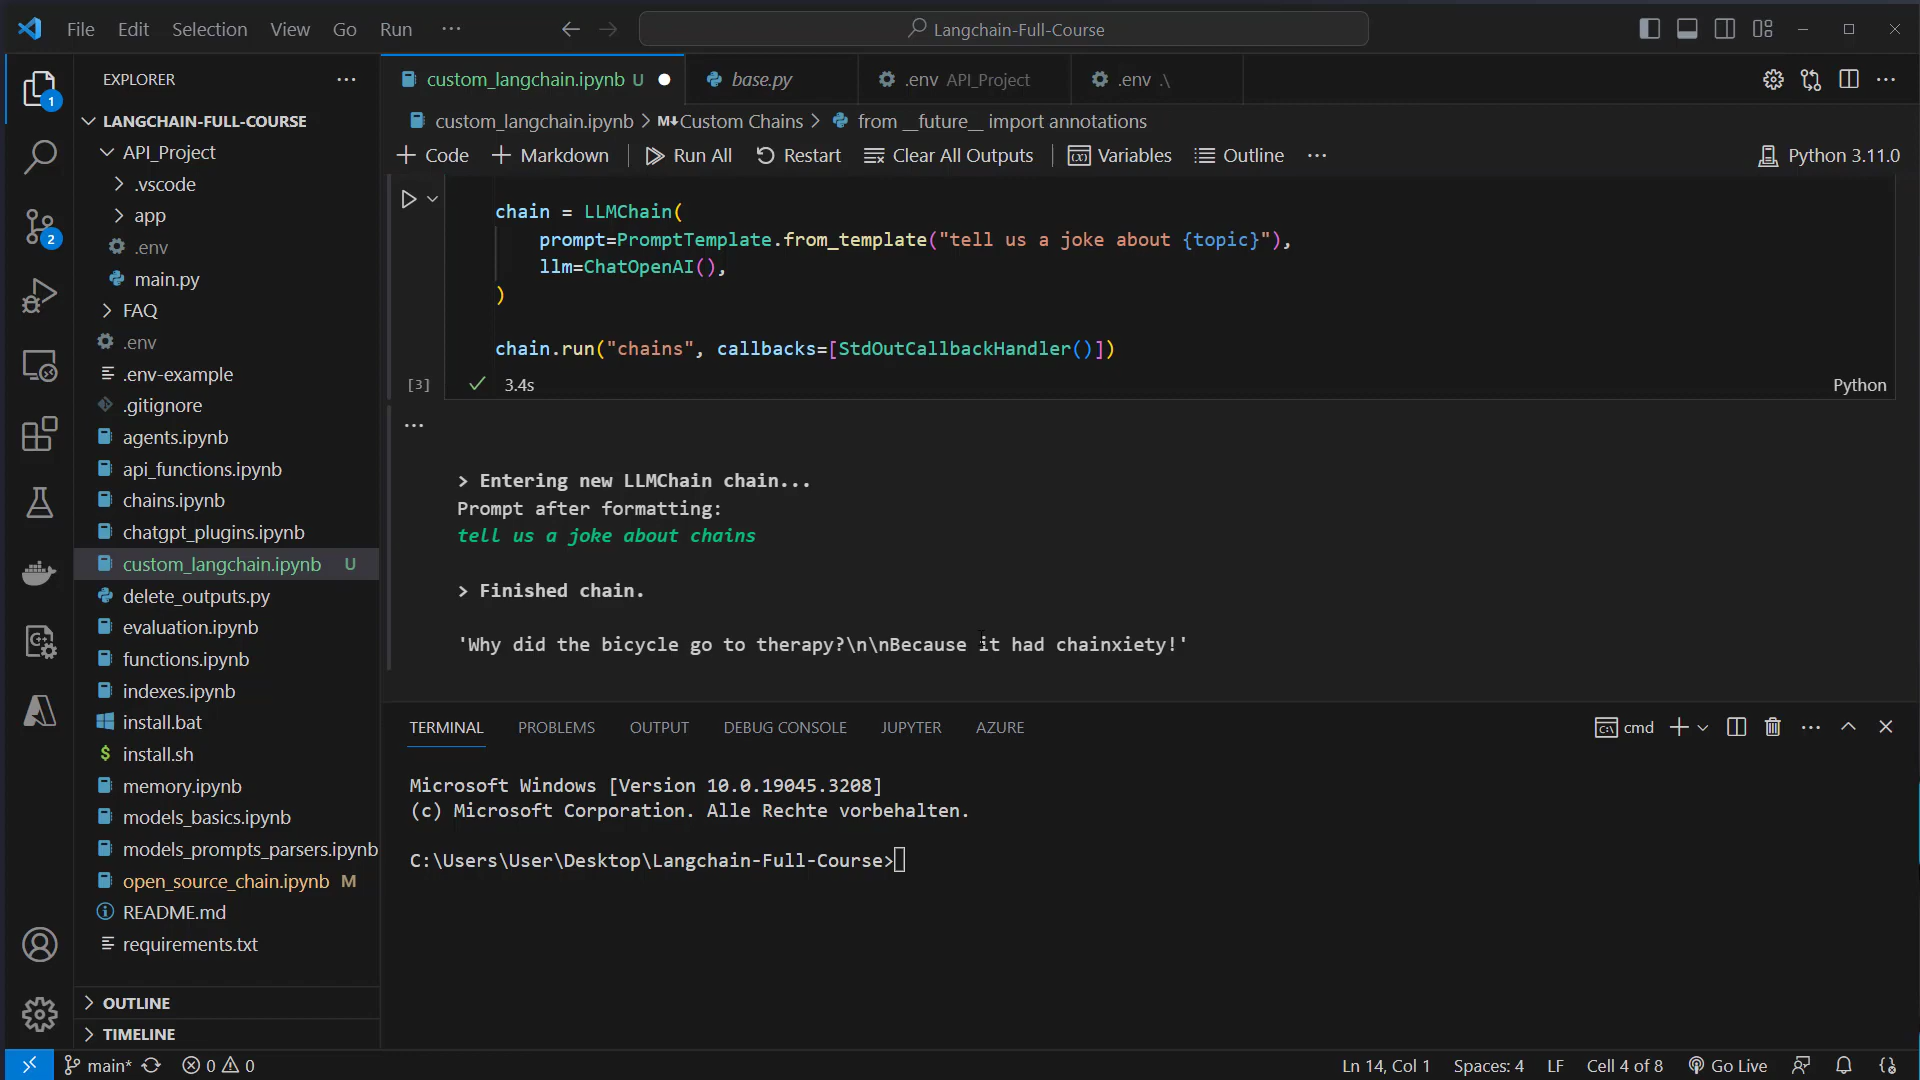 File Edit Selection View Go Run ···
Langchain-Full-Course
EXPLORER ···
custom_langchain.ipynb U
base.py
.env API_Project
.env .\
1
LANGCHAIN-FULL-COURSE
custom_langchain.ipynb > M↓Custom Chains > from __future__ import annotations
API_Project
+ Code + Markdown Run All Restart Clear All Outputs Variables Outline ···
Python 3.11.0
.vscode
app
2
.env
main.py
FAQ
.env
.env-example
.gitignore
agents.ipynb
api_functions.ipynb
chains.ipynb
chatgpt_plugins.ipynb
custom_langchain.ipynb U
delete_outputs.py
evaluation.ipynb
functions.ipynb
indexes.ipynb
install.bat
$ install.sh
memory.ipynb
models_basics.ipynb
models_prompts_parsers.ipynb
open_source_chain.ipynb M
README.md
requirements.txt
OUTLINE
TIMELINE
chain = LLMChain(
prompt=PromptTemplate.from_template("tell us a joke about {topic}"),
llm=ChatOpenAI(),
)
chain.run("chains", callbacks=[StdOutCallbackHandler()])
[3] ✓ 3.4s
Python
···
> Entering new LLMChain chain...
Prompt after formatting:
tell us a joke about chains
> Finished chain.
'Why did the bicycle go to therapy?\n\nBecause it had chainxiety!'
TERMINAL PROBLEMS OUTPUT DEBUG CONSOLE JUPYTER AZURE
cmd
Microsoft Windows [Version 10.0.19045.3208]
(c) Microsoft Corporation. Alle Rechte vorbehalten.
C:\Users\User\Desktop\Langchain-Full-Course>
main* 0 0
Ln 14, Col 1 Spaces: 4 LF Cell 4 of 8 Go Live